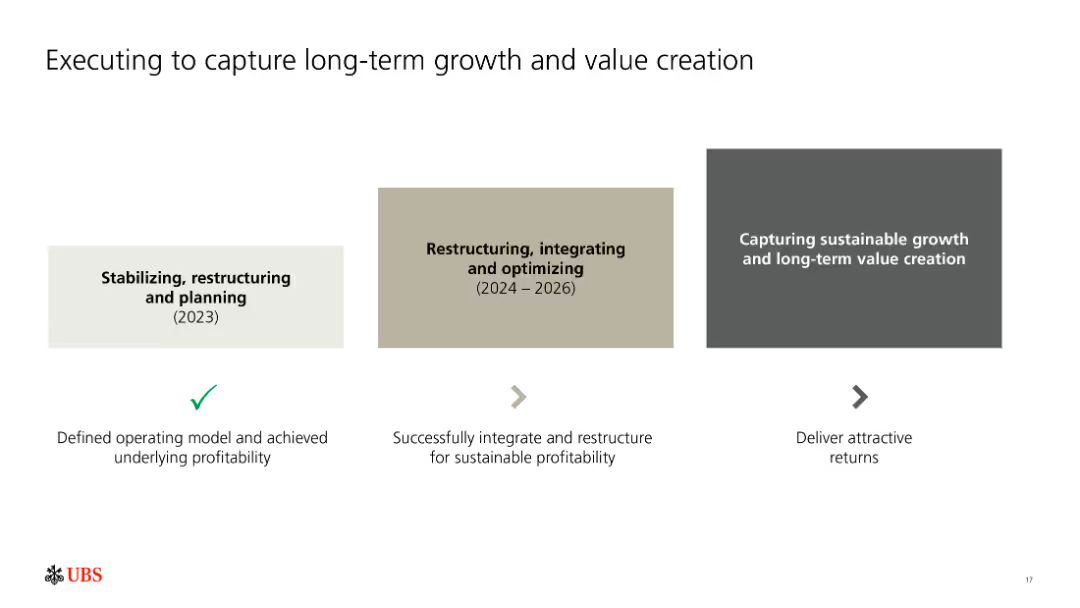 Executing to capture long-term growth and value creation
Stabilizing, restructuring
and planning
(2023)
Restructuring, integrating
and optimizing
(2024 – 2026)
Capturing sustainable growth
and long-term value creation
Defined operating model and achieved
underlying profitability
Successfully integrate and restructure
for sustainable profitability
Deliver attractive
returns
UBS
17